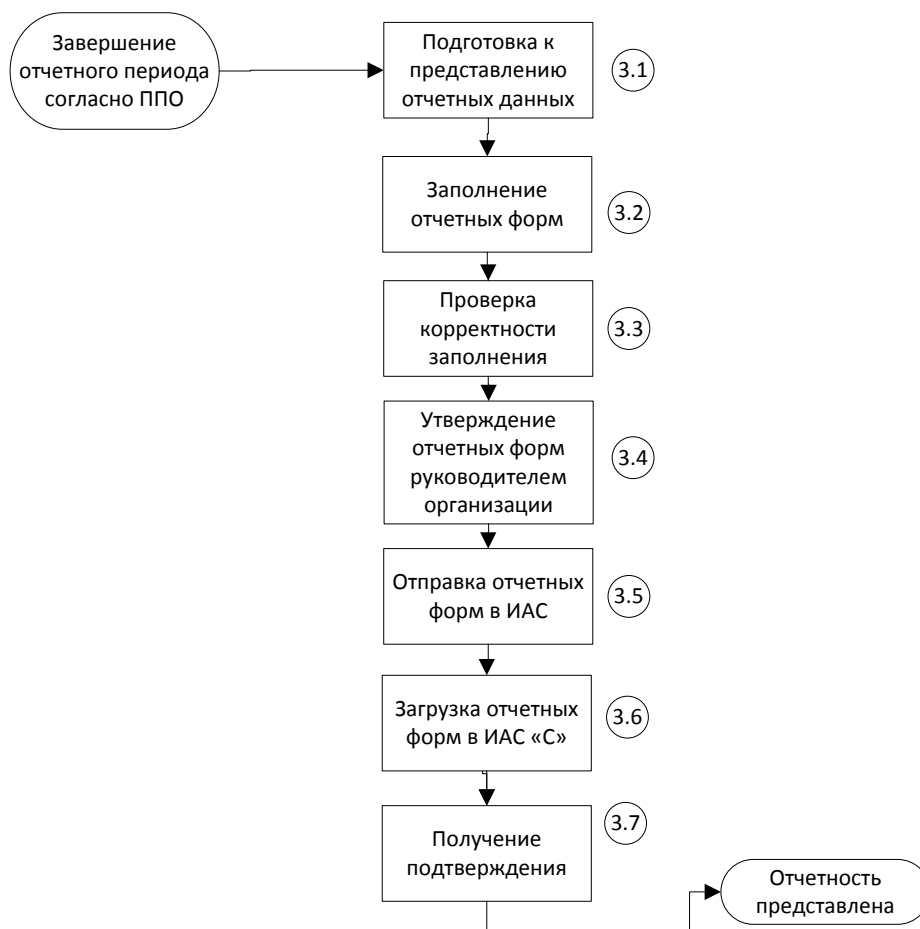 Завершение
отчетного периода
согласно ППО
Подготовка к
представлению
отчетных данных
3.1
Заполнение
отчетных форм
3.2
Проверка
корректности
заполнения
3.3
Утверждение
отчетных форм
руководителем
организации
3.4
Отправка отчетных
форм в ИАС
3.5
Загрузка отчетных
форм в ИАС «С»
3.6
Получение
подтверждения
3.7
Отчетность
представлена